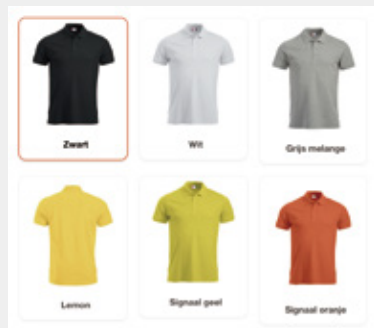 Zwart
Wit
Grijs melange
Lemon
Signaal geel
Signaal oranje